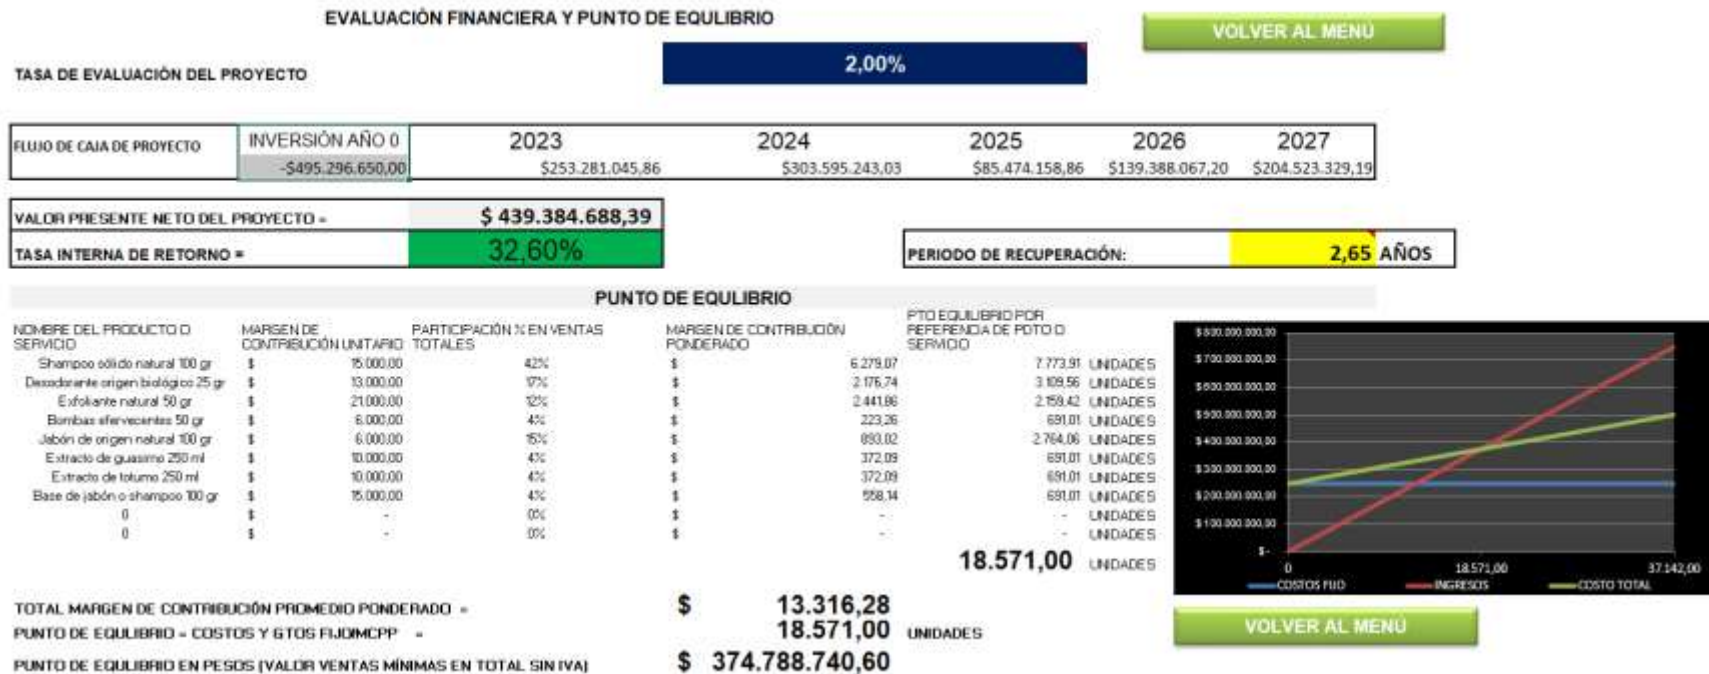 EVALUACIÓN FINANCIERA Y PUNTO DE EQULIBRIO
VOLVER AL MENÚ
TASA DE EVALUACIÓN DEL PROYECTO 2,00%
FLUJO DE CAJA DE PROYECTO INVERSIÓN AÑO 0 2023 2024 2025 2026 2027
-$495.296.650,00 $253.281.045,86 $303.595.243,03 $85.474.158,86 $139.388.067,20 $204.523.329,19
VALOR PRESENTE NETO DEL PROYECTO = $ 439.384.688,39
TASA INTERNA DE RETORNO = 32,60% PERIODO DE RECUPERACIÓN: 2,65 AÑOS
PUNTO DE EQULIBRIO
NOMBRE DEL PRODUCTO O SERVICIO MARGEN DE CONTRIBUCIÓN UNITARIO PARTICIPACIÓN % EN VENTAS TOTALES MARGEN DE CONTRIBUCIÓN PONDERADO PTO EQUILIBRIO POR REFERENCIA DE PDTO O SERVICIO
Shampoo sólido natural 100 gr $ 15.000,00 42% $ 6.279,07 7.773,91 UNIDADES
Desodorante origen biológico 25 gr $ 13.000,00 17% $ 2.176,74 3.109,56 UNIDADES
Exfoliante natural 50 gr $ 21.000,00 12% $ 2.441,86 2.159,42 UNIDADES
Bombas efervecentes 50 gr $ 6.000,00 4% $ 223,26 691,01 UNIDADES
Jabón de origen natural 100 gr $ 6.000,00 15% $ 893,02 2.764,06 UNIDADES
Extracto de guasimo 250 ml $ 10.000,00 4% $ 372,09 691,01 UNIDADES
Extracto de totumo 250 ml $ 10.000,00 4% $ 372,09 691,01 UNIDADES
Base de jabón o shampoo 100 gr $ 15.000,00 4% $ 558,14 691,01 UNIDADES
0 $ - 0% $ - - UNIDADES
0 $ - 0% $ - - UNIDADES
18.571,00 UNIDADES
$ 800.000.000,00
$ 700.000.000,00
$ 600.000.000,00
$ 500.000.000,00
$ 400.000.000,00
$ 300.000.000,00
$ 200.000.000,00
$ 100.000.000,00
$ -
0 18.571,00 37.142,00
COSTOS FIJO INGRESOS COSTO TOTAL
TOTAL MARGEN DE CONTRIBUCIÓN PROMEDIO PONDERADO = $ 13.316,28
PUNTO DE EQULIBRIO = COSTOS Y GTOS FIJO/MCPP = 18.571,00 UNIDADES
VOLVER AL MENÚ
PUNTO DE EQULIBRIO EN PESOS (VALOR VENTAS MÍNIMAS EN TOTAL SIN IVA) $ 374.788.740,60